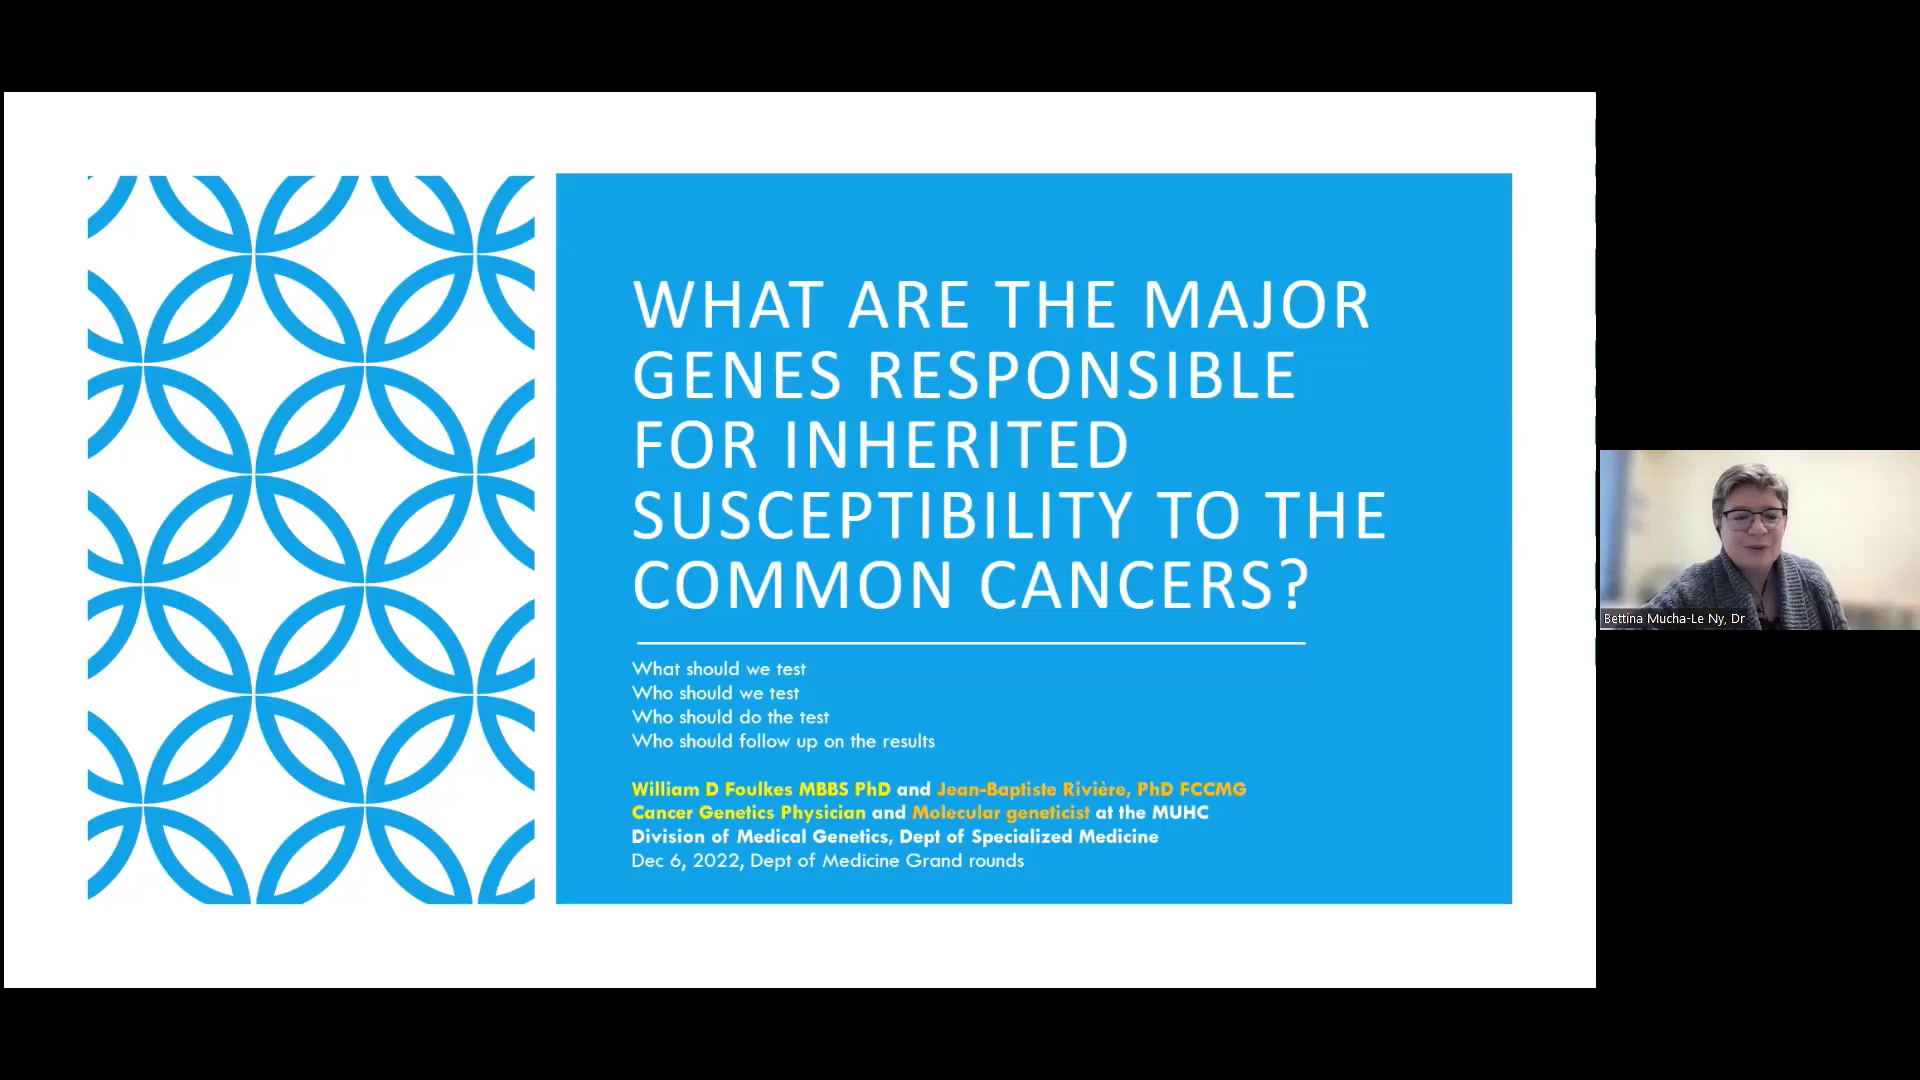 WHAT ARE THE MAJOR
GENES RESPONSIBLE
FOR INHERITED
SUSCEPTIBILITY TO THE
COMMON CANCERS?
What should we test
Who should we test
Who should do the test
Who should follow up on the results
William D Foulkes MBBS PhD and Jean-Baptiste Rivière, PhD FCCMG
Cancer Genetics Physician and Molecular geneticist at the MUHC
Division of Medical Genetics, Dept of Specialized Medicine
Dec 6, 2022, Dept of Medicine Grand rounds
Bettina Mucha-Le Ny, Dr